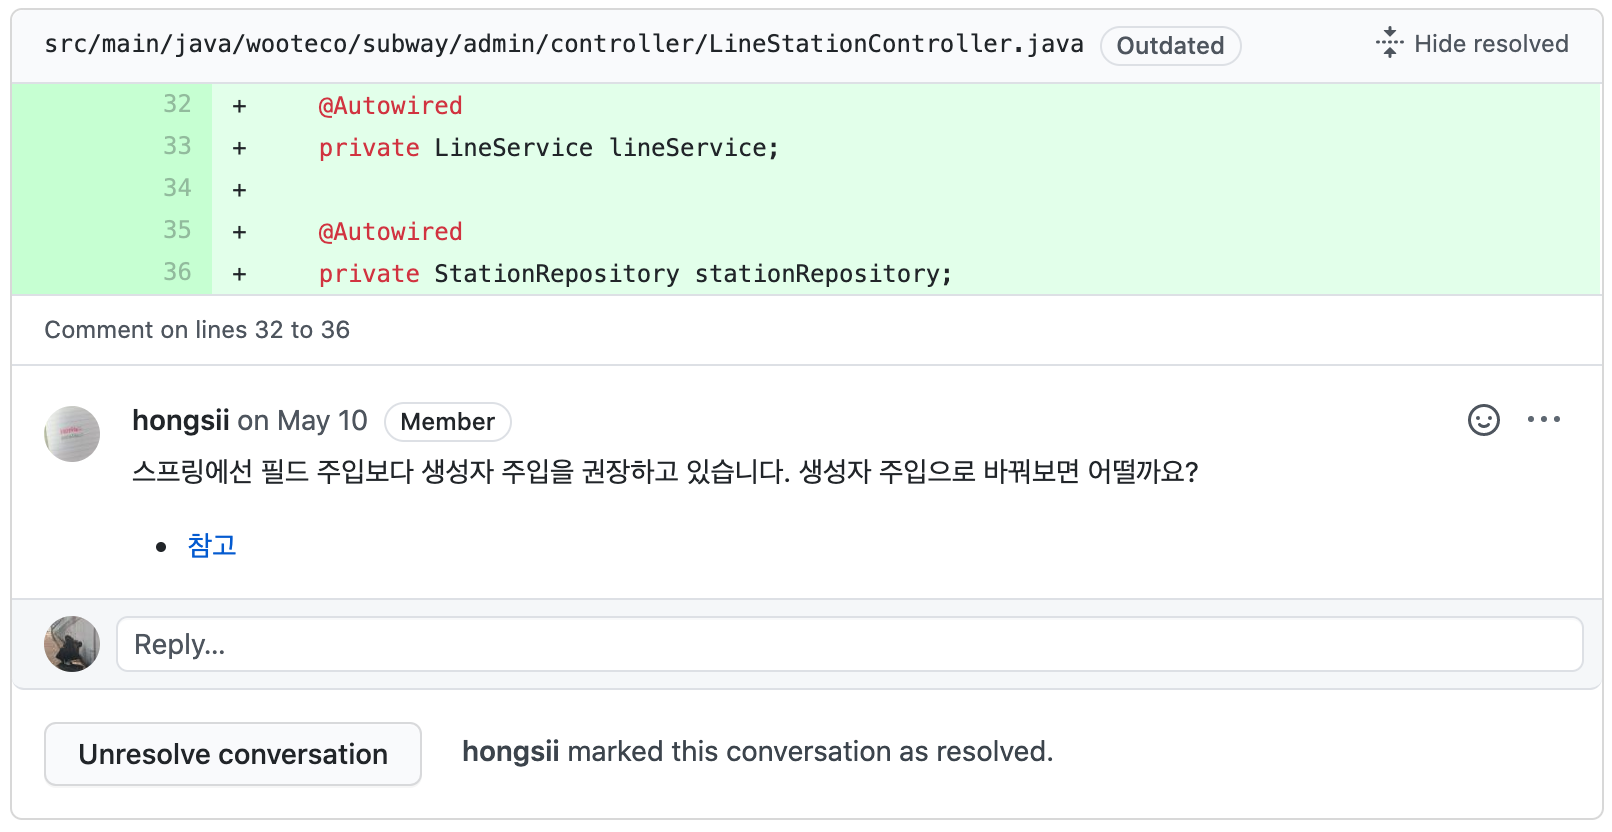 src/main/java/wooteco/subway/admin/controller/LineStationController.java Outdated Hide resolved
32 + @Autowired
33 + private LineService lineService;
34 +
35 + @Autowired
36 + private StationRepository stationRepository;
Comment on lines 32 to 36
hongsii on May 10 Member
스프링에선 필드 주입보다 생성자 주입을 권장하고 있습니다. 생성자 주입으로 바꿔보면 어떨까요?
• 참고
Reply...
Unresolve conversation hongsii marked this conversation as resolved.